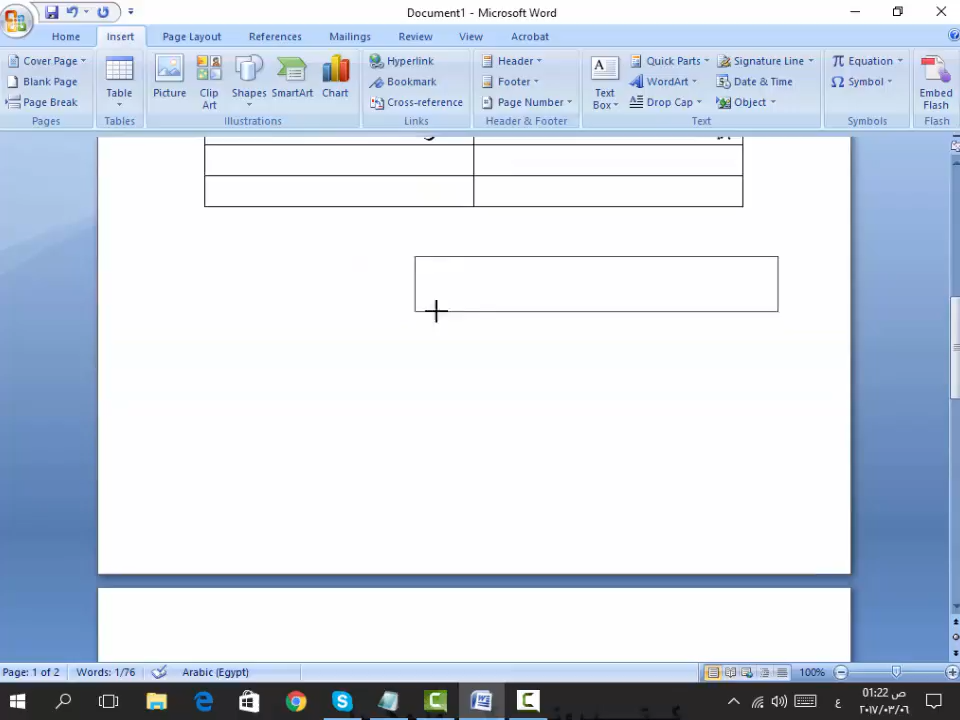 Document1 - Microsoft Word
Home Insert Page Layout References Mailings Review View Acrobat
Cover Page
Blank Page
Page Break
Pages
Table
Tables
Picture
Clip Art
Shapes
SmartArt
Chart
Illustrations
Hyperlink
Bookmark
Cross-reference
Links
Header
Footer
Page Number
Header & Footer
A
Text Box
Quick Parts
WordArt
Drop Cap
Signature Line
Date & Time
Object
Text
π Equation
Ω Symbol
Symbols
Embed Flash
Flash
Page: 1 of 2 Words: 1/76 Arabic (Egypt) 100%
ع
01:22 ص
٢٠١٧/٠٣/٠٦